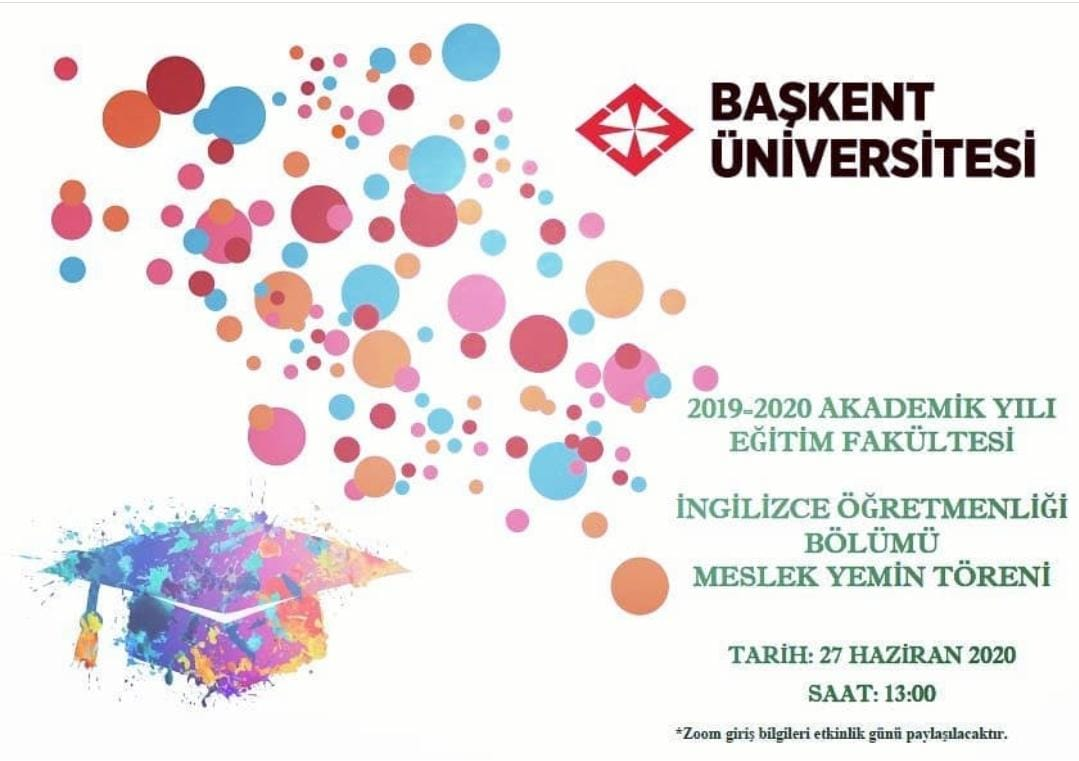 BAŞKENT
ÜNİVERSİTESİ
2019-2020 AKADEMİK YILI
EĞİTİM FAKÜLTESİ
İNGİLİZCE ÖĞRETMENLİĞİ
BÖLÜMÜ
MESLEK YEMİN TÖRENİ
TARİH: 27 HAZİRAN 2020
SAAT: 13:00
*Zoom giriş bilgileri etkinlik günü paylaşılacaktır.